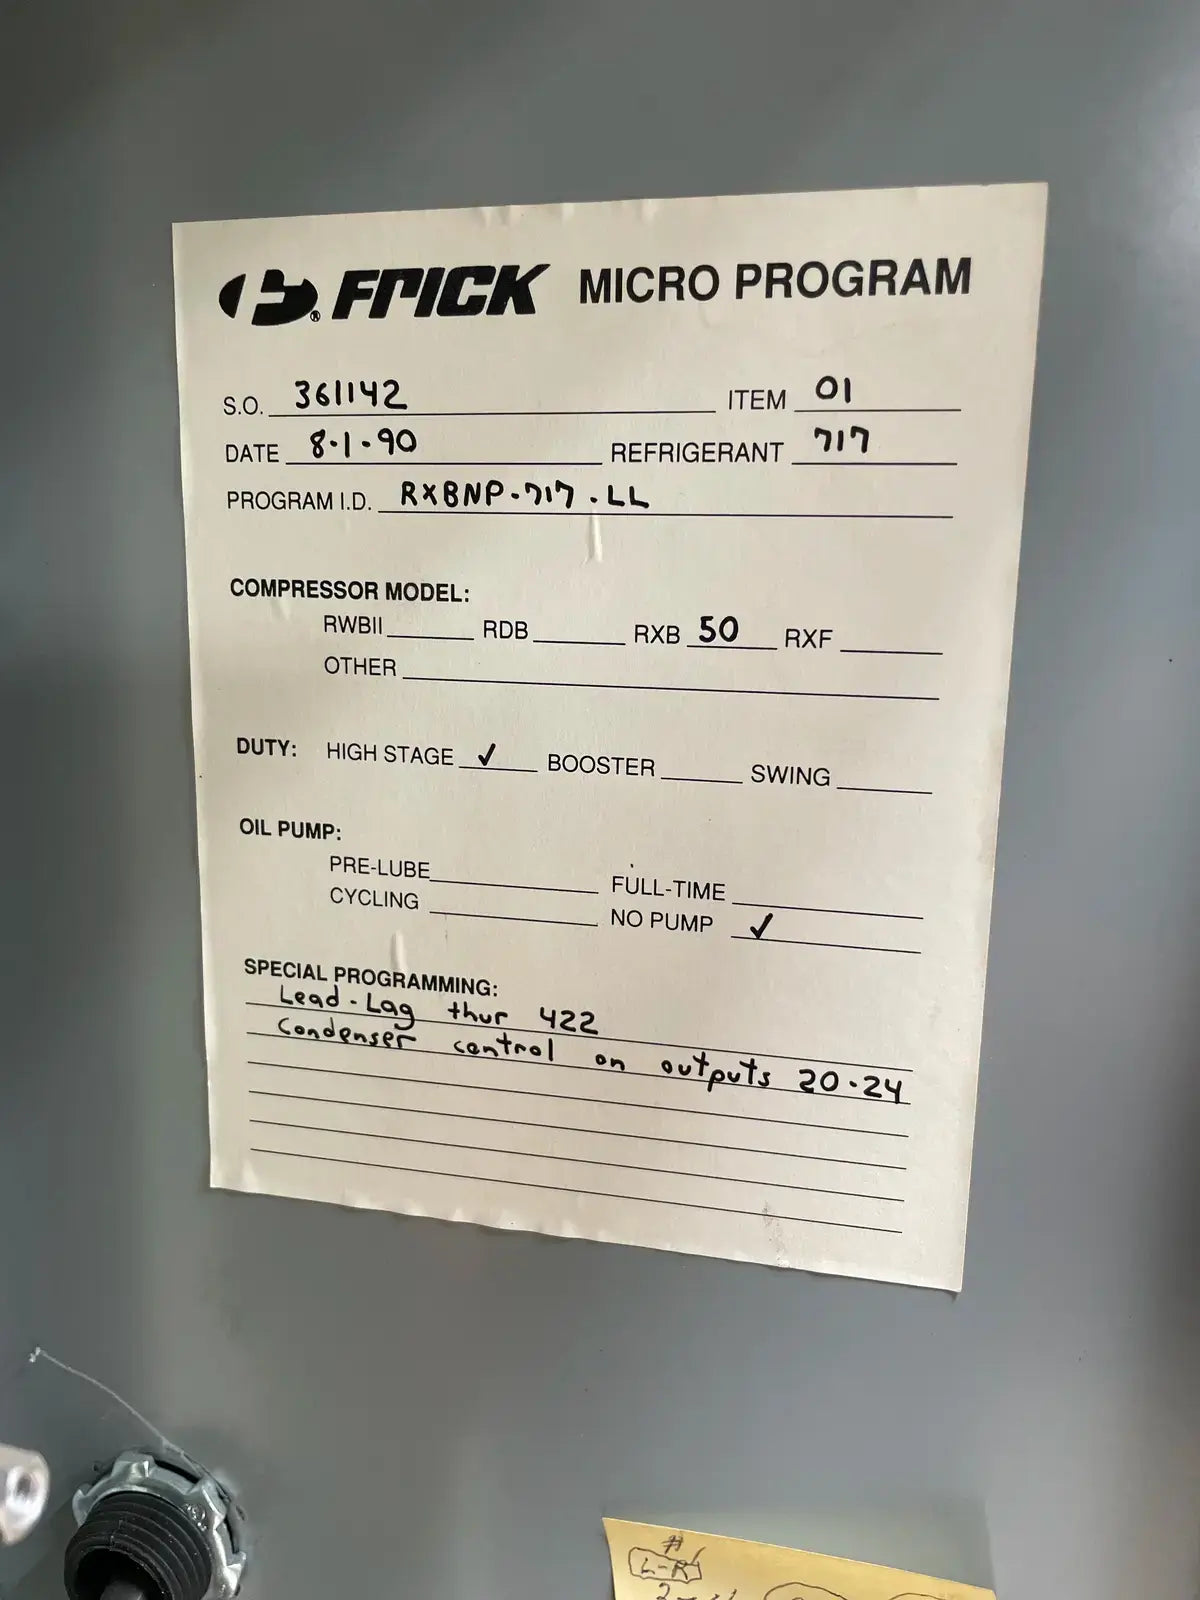 FRICK ® MICRO PROGRAM
S.O. 361142 ITEM 01
DATE 8-1-90 REFRIGERANT 717
PROGRAM I.D. RXBNP-717-LL
COMPRESSOR MODEL:
RWBII RDB RXB 50 RXF
OTHER
DUTY: HIGH STAGE ✓ BOOSTER SWING
OIL PUMP:
PRE-LUBE FULL-TIME
CYCLING NO PUMP ✓
SPECIAL PROGRAMMING:
Lead-Lag thur 422
Condenser control on outputs 20-24
#
L-R